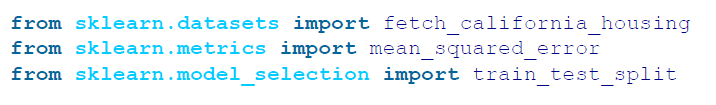 from sklearn.datasets import fetch_california_housing
from sklearn.metrics import mean_squared_error
from sklearn.model_selection import train_test_split